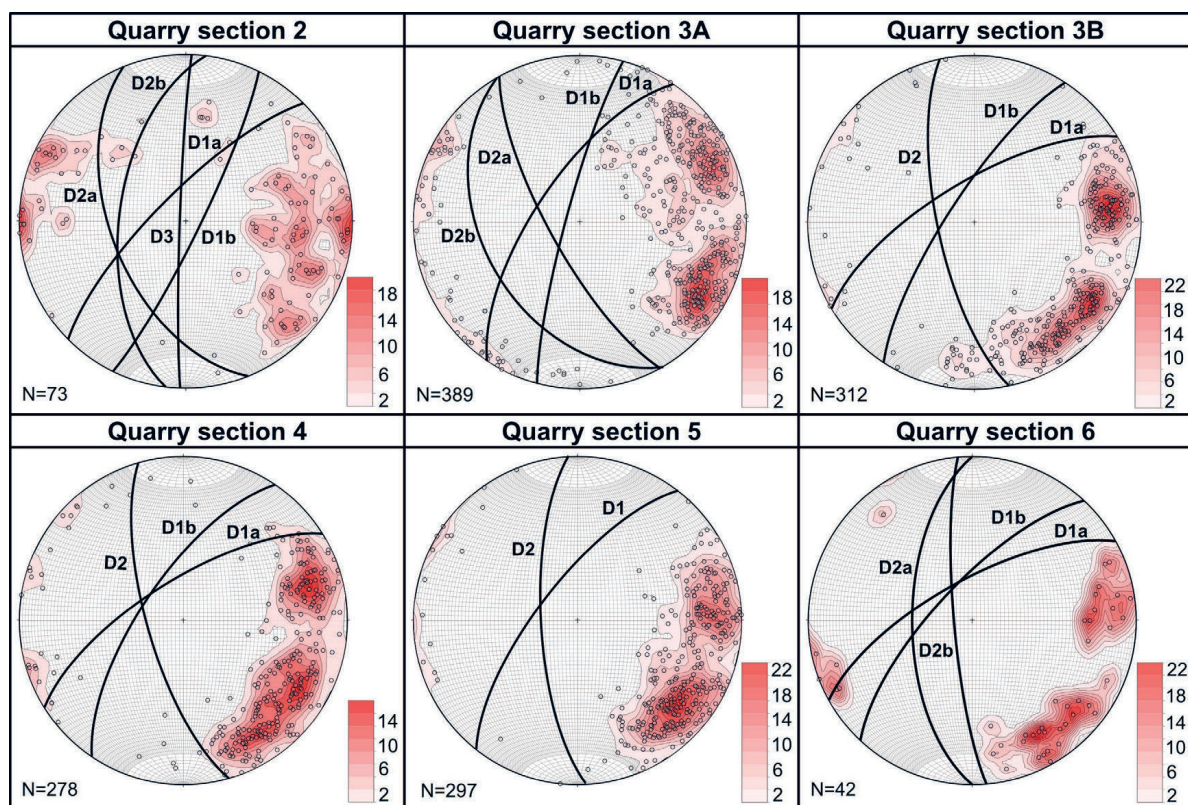 Quarry section 2
Quarry section 3A
Quarry section 3B
D2b
D1a
D2a
D3
D1b
18
14
10
6
2
N=73
D1a
D1b
D2a
D2b
18
14
10
6
2
N=389
D1b
D1a
D2
22
18
14
10
6
2
N=312
Quarry section 4
Quarry section 5
Quarry section 6
D1b
D1a
D2
14
10
6
2
N=278
D1
D2
22
18
14
10
6
2
N=297
D1b
D1a
D2a
D2b
22
18
14
10
6
2
N=42